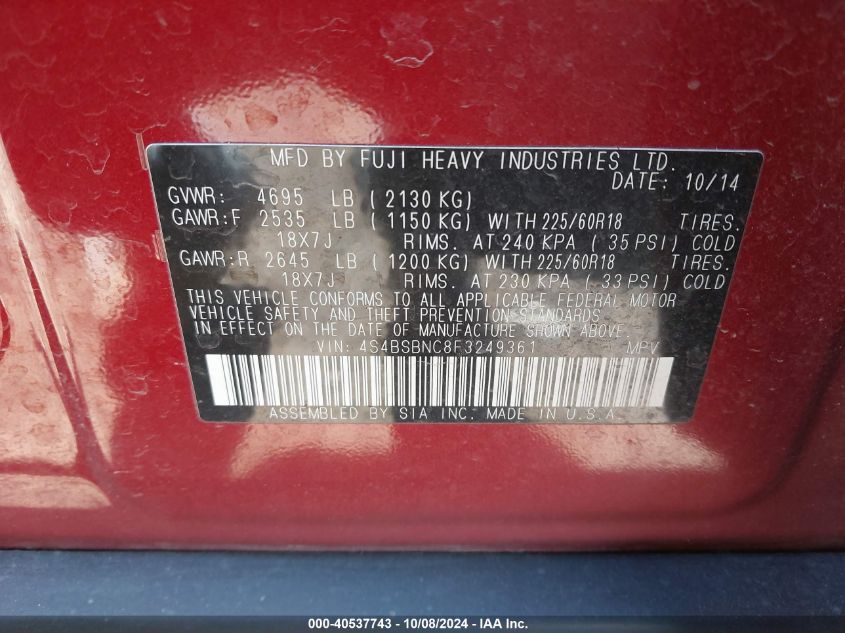 MFD BY FUJI HEAVY INDUSTRIES LTD.
DATE: 10/14
GVWR: 4695 LB ( 2130 KG)
GAWR:F 2535 LB ( 1150 KG) WITH 225/60R18 TIRES.
18X7J RIMS. AT 240 KPA ( 35 PSI) COLD
GAWR:R 2645 LB ( 1200 KG) WITH 225/60R18 TIRES.
18X7J RIMS. AT 230 KPA ( 33 PSI) COLD
THIS VEHICLE CONFORMS TO ALL APPLICABLE FEDERAL MOTOR
VEHICLE SAFETY AND THEFT PREVENTION STANDARDS
IN EFFECT ON THE DATE OF MANUFACTURE SHOWN ABOVE.
VIN: 4S4BSBNC8F3249361 MPV
ASSEMBLED BY SIA INC. MADE IN U.S.A.
000-40537743 - 10/08/2024 - IAA Inc.